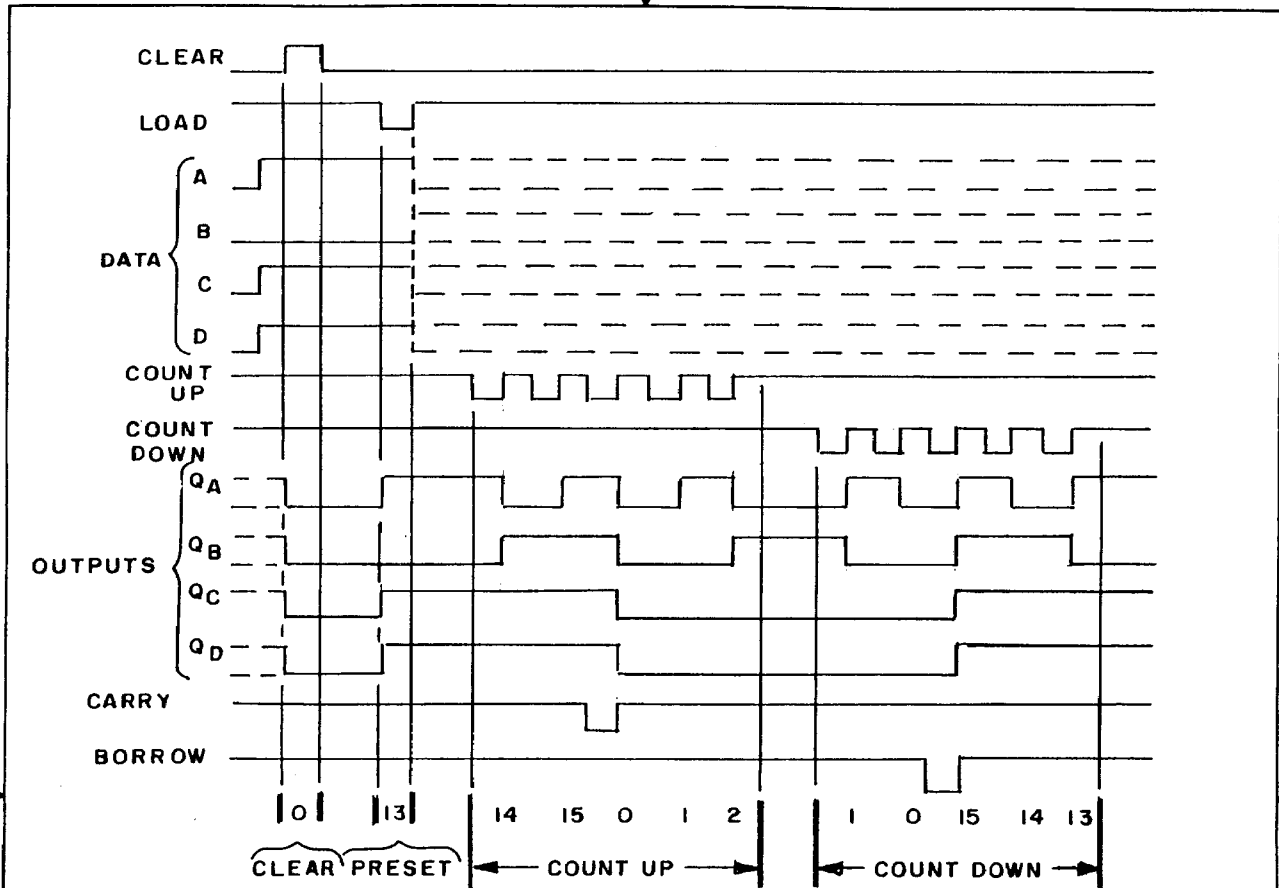 CLEAR
LOAD
A
B
DATA
C
D
COUNT
UP
COUNT
DOWN
QA
QB
OUTPUTS
QC
QD
CARRY
BORROW
0 13 14 15 0 1 2 1 0 15 14 13
CLEAR PRESET COUNT UP COUNT DOWN